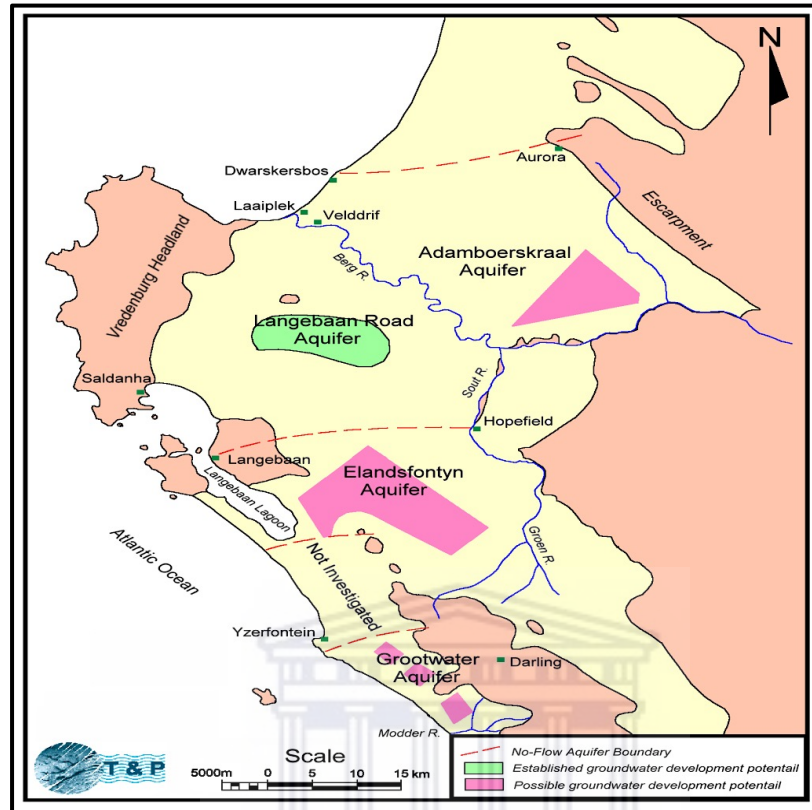 N
Aurora
Dwarskersbos
Laaiplek
Velddrif
Escarpment
Vredenburg Headland
Berg R.
Adamboerskraal
Aquifer
Langebaan Road
Aquifer
Saldanha
Sout R.
Hopefield
Langebaan
Elandsfontyn
Aquifer
Langebaan Lagoon
Groen R.
Atlantic Ocean
Not Investigated
Yzerfontein
Grootwater
Aquifer
Darling
Modder R.
T & P
Scale
5000m 0 5 10 15 km
No-Flow Aquifer Boundary
Established groundwater development potentail
Possible groundwater development potentail